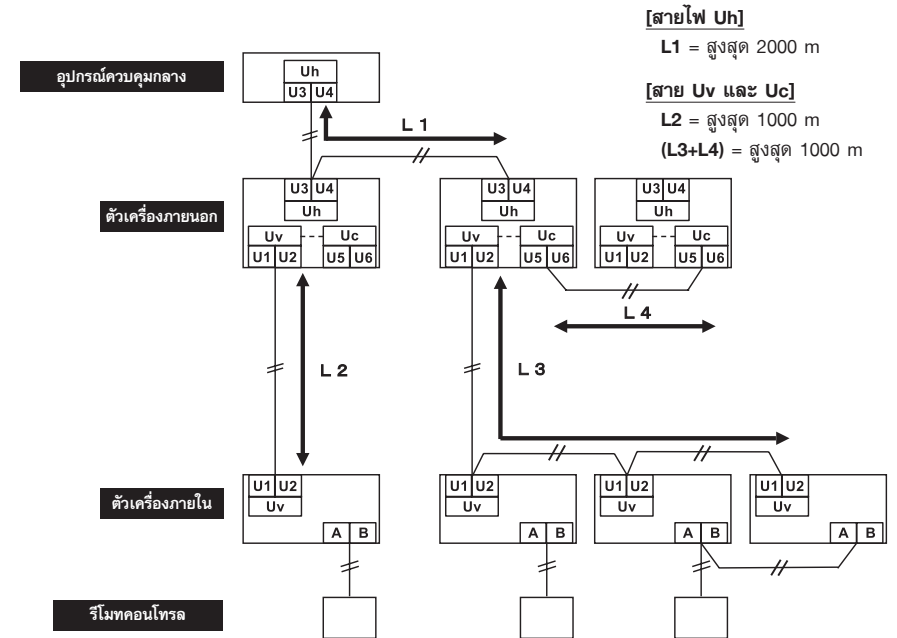 [สายไฟ Uh]
L1 = สูงสุด 2000 m
[สาย Uv และ Uc]
L2 = สูงสุด 1000 m
(L3+L4) = สูงสุด 1000 m
อุปกรณ์ควบคุมกลาง
Uh
U3 U4
L 1
ตัวเครื่องภายนอก
U3 U4
Uh
Uv Uc
U1 U2 U5 U6
U3 U4
Uh
Uv Uc
U1 U2 U5 U6
U3 U4
Uh
Uv Uc
U1 U2 U5 U6
L 4
L 2
L 3
ตัวเครื่องภายใน
U1 U2
Uv
A B
U1 U2
Uv
A B
U1 U2
Uv
A B
U1 U2
Uv
A B
รีโมทคอนโทรล